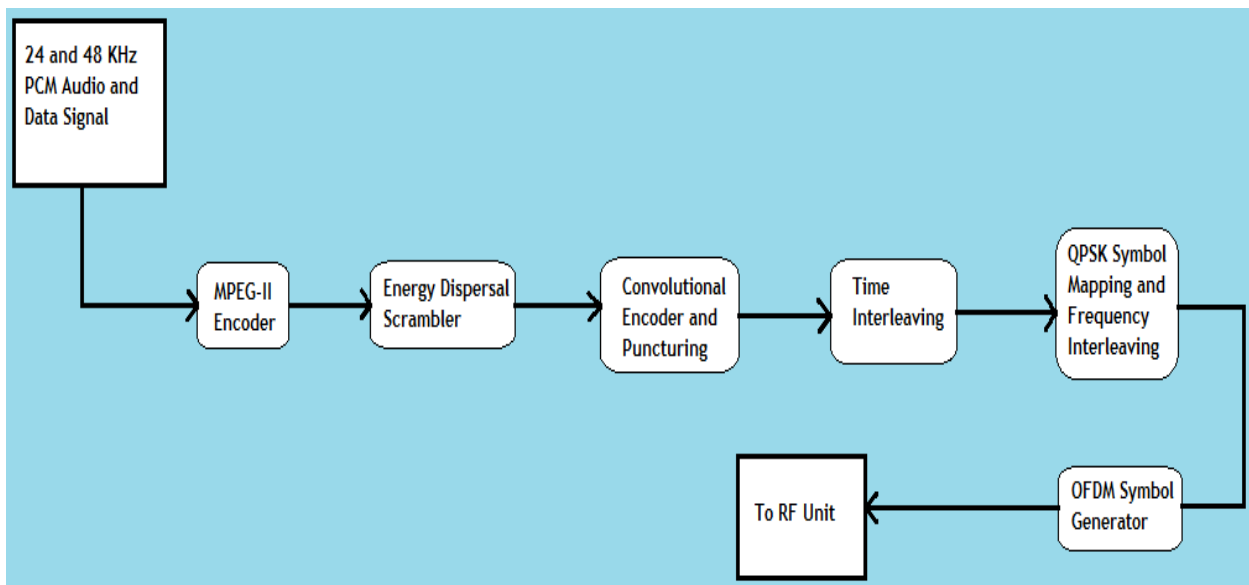 24 and 48 KHz
PCM Audio and
Data Signal
MPEG-II
Encoder
Energy Dispersal
Scrambler
Convolutional
Encoder and
Puncturing
Time
Interleaving
QPSK Symbol
Mapping and
Frequency
Interleaving
OFDM Symbol
Generator
To RF Unit